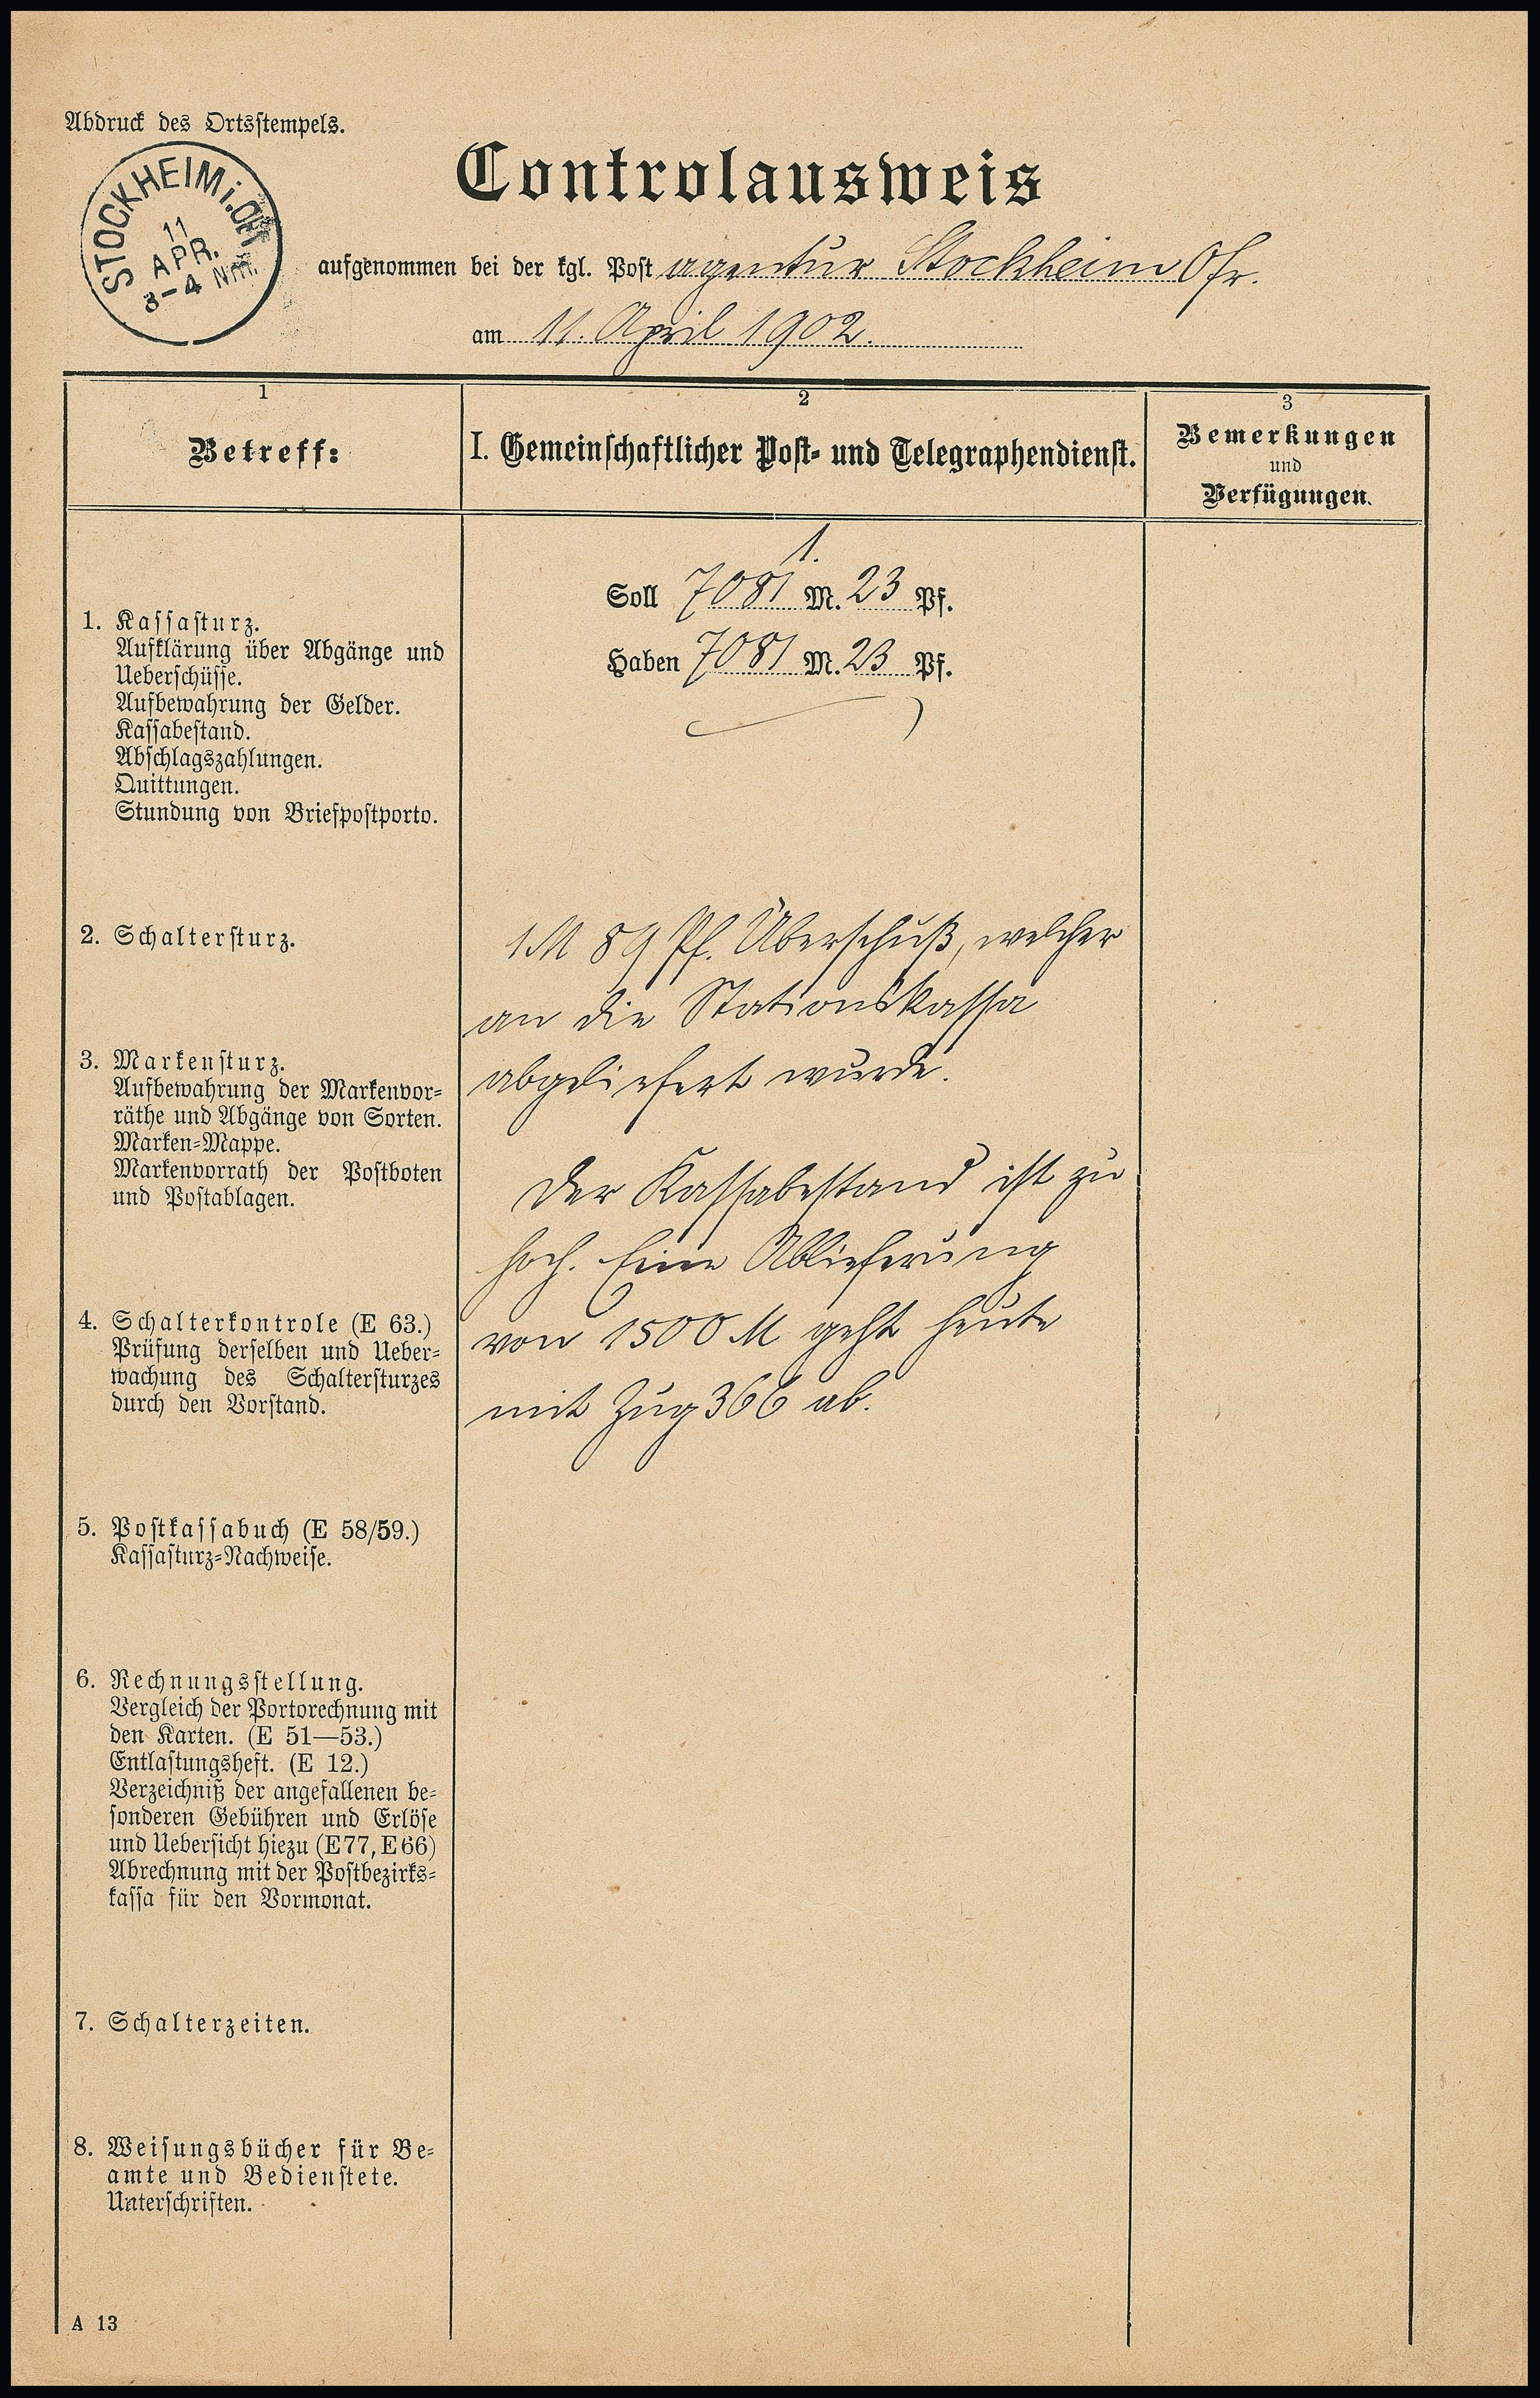 Abdruck des Ortsstempels.
STOCKHEIM i. OFR.
11
APR.
3-4 Nm.
Controlausweis
aufgenommen bei der kgl. Post agentur Stockheim Ofr.
am 11. April 1902.
1
2
3
Betreff:
I. Gemeinschaftlicher Post- und Telegraphendienst.
Bemerkungen
und
Verfügungen.
1.
Soll 7081 M. 23 Pf.
Haben 7081 M. 23 Pf.
1. Kassasturz.
Aufklärung über Abgänge und
Ueberschüsse.
Aufbewahrung der Gelder.
Kassabestand.
Abschlagszahlungen.
Quittungen.
Stundung von Briefpostporto.
2. Schaltersturz.
3. Markensturz.
Aufbewahrung der Markenvor-
räthe und Abgänge von Sorten.
Marken-Mappe.
Markenvorrath der Postboten
und Postablagen.
4. Schalterkontrole (E 63.)
Prüfung derselben und Ueber-
wachung des Schaltersturzes
durch den Vorstand.
5. Postkassabuch (E 58/59.)
Kassasturz-Nachweise.
6. Rechnungsstellung.
Vergleich der Portorechnung mit
den Karten. (E 51—53.)
Entlastungsheft. (E 12.)
Verzeichniß der angefallenen be-
sonderen Gebühren und Erlöse
und Uebersicht hiezu (E 77, E 66)
Abrechnung mit der Postbezirks-
kassa für den Vormonat.
7. Schalterzeiten.
8. Weisungsbücher für Be-
amte und Bedienstete.
Unterschriften.
1 M 89 Pf. Überschuß, welcher
an die Stationskassa
abgeliefert wurde.
Der Kassabestand ist zu
hoch. Eine Ablieferung
von 1500 M geht heute
mit Zug 366 ab.
A 13